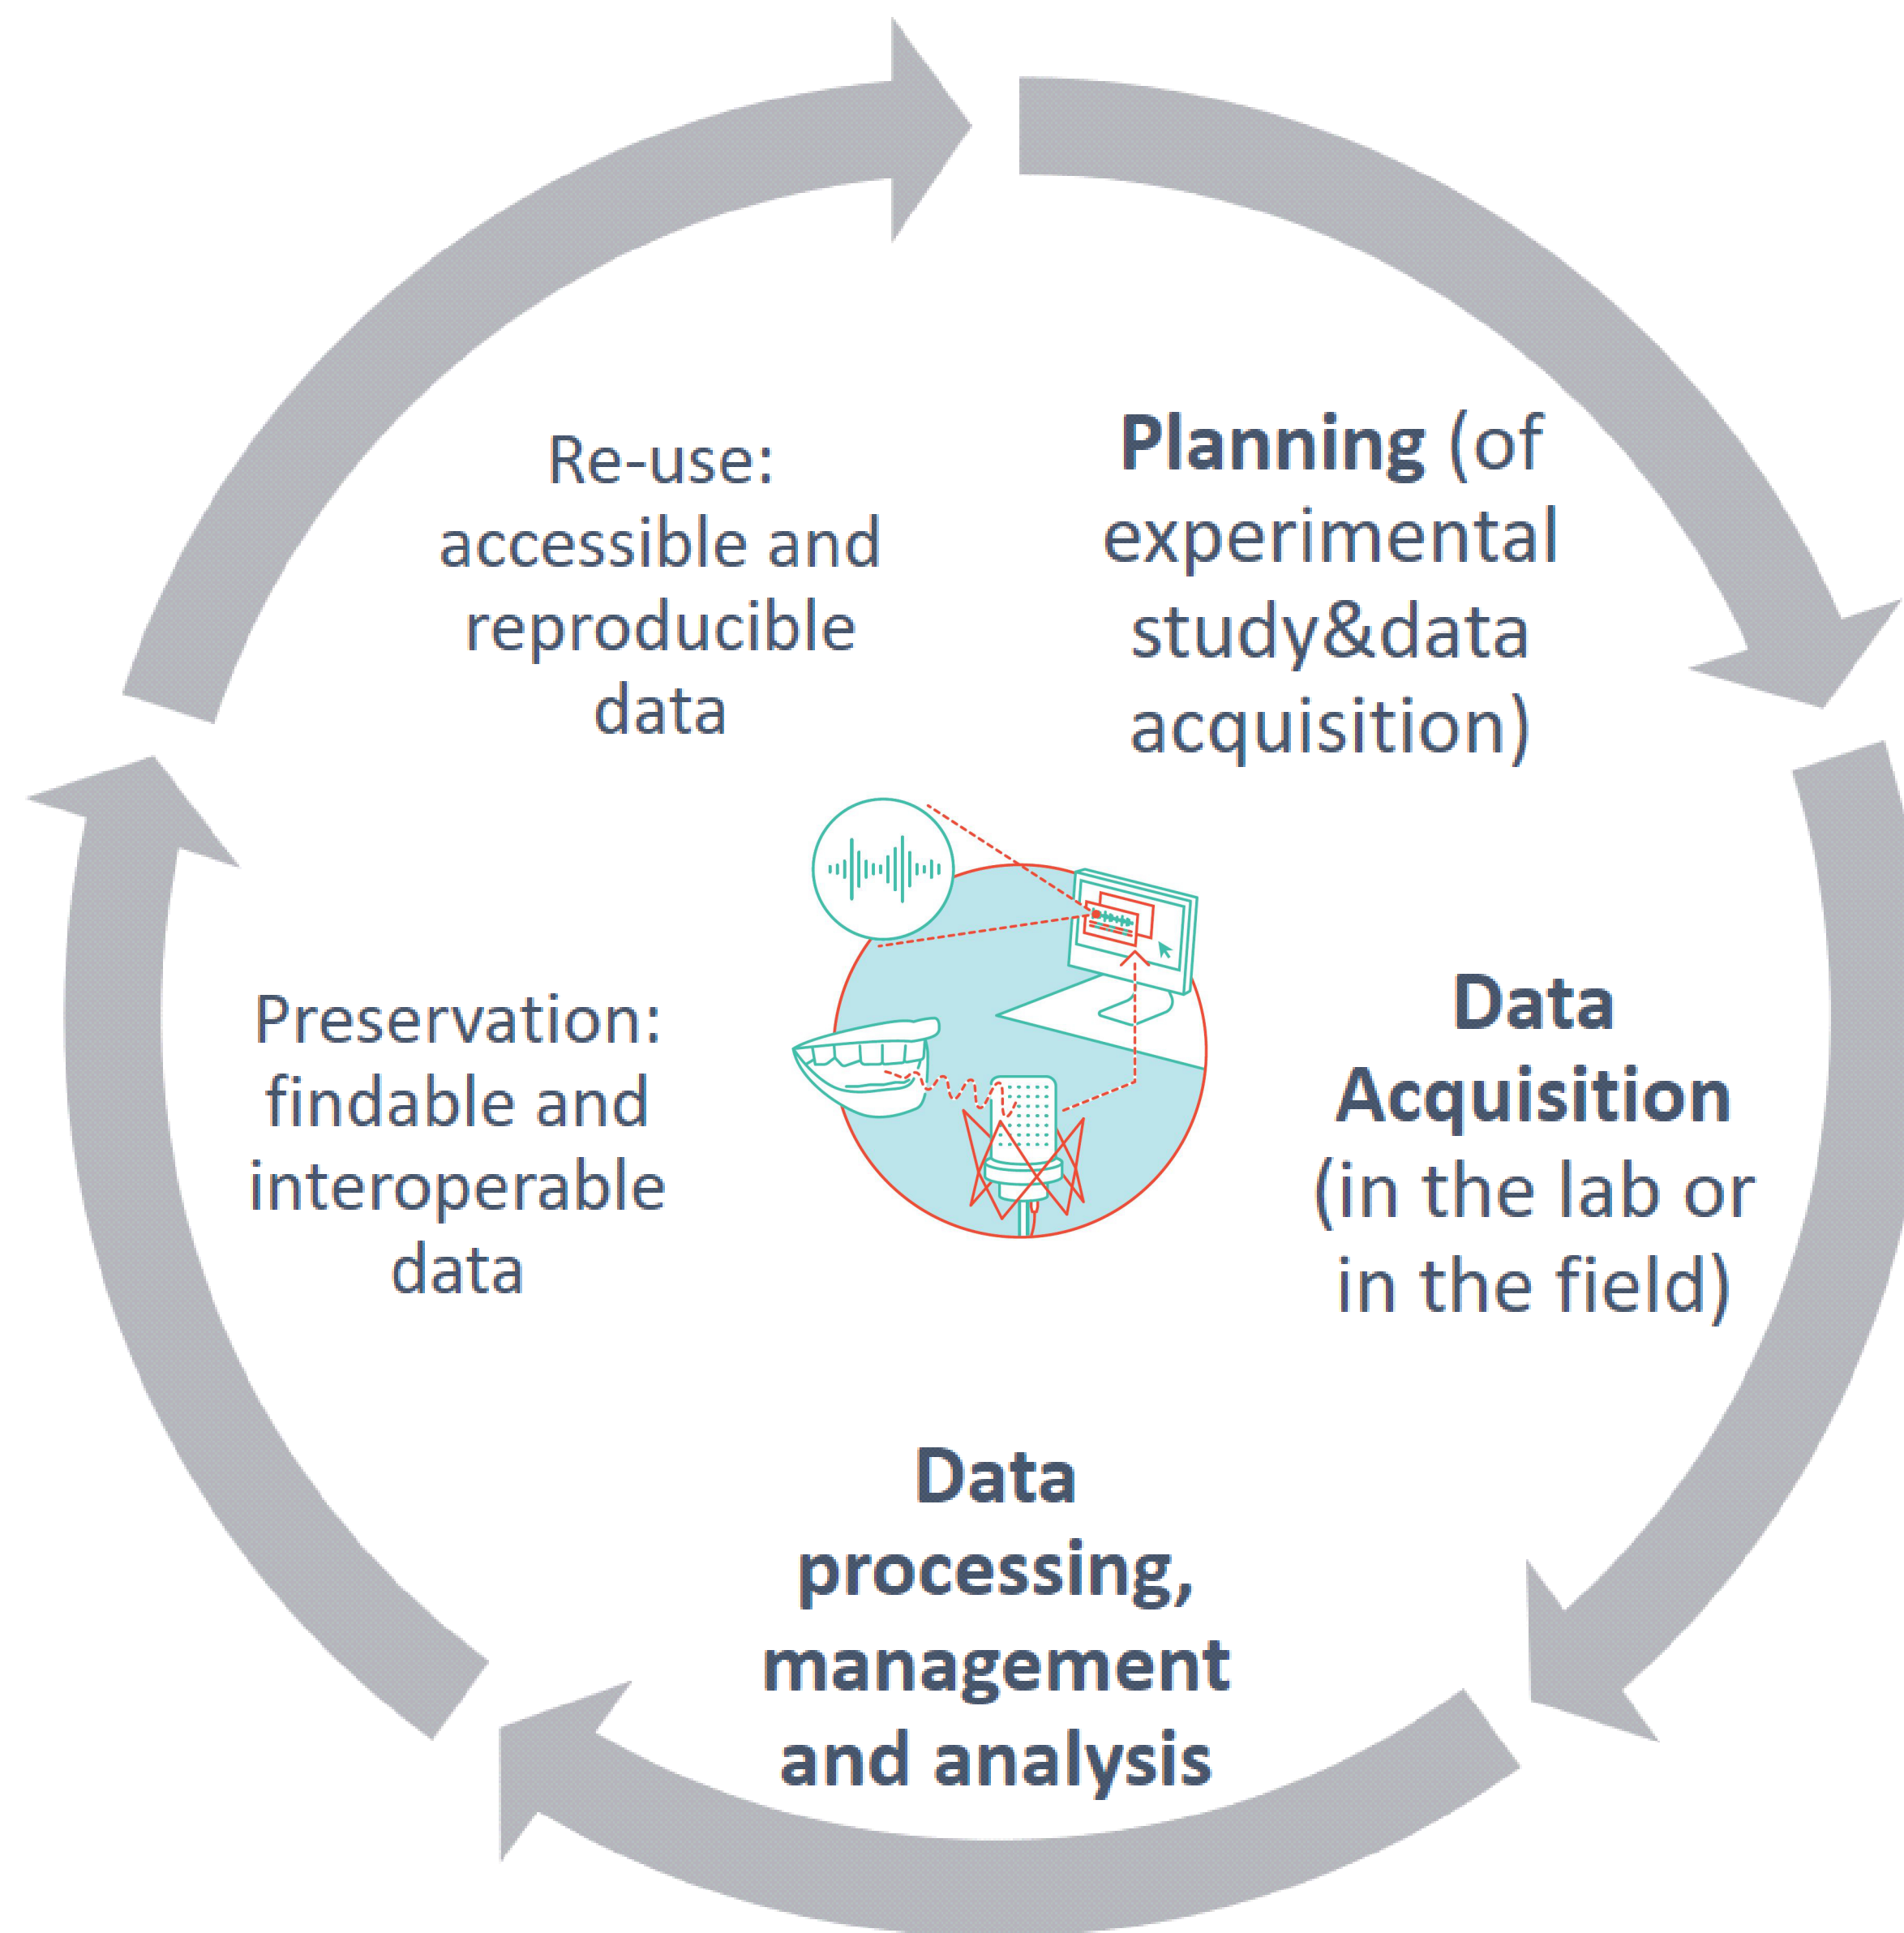 Planning (of
experimental
study&data
acquisition)
Data
Acquisition
(in the lab or
in the field)
Data
processing,
management
and analysis
Preservation:
findable and
interoperable
data
Re-use:
accessible and
reproducible
data